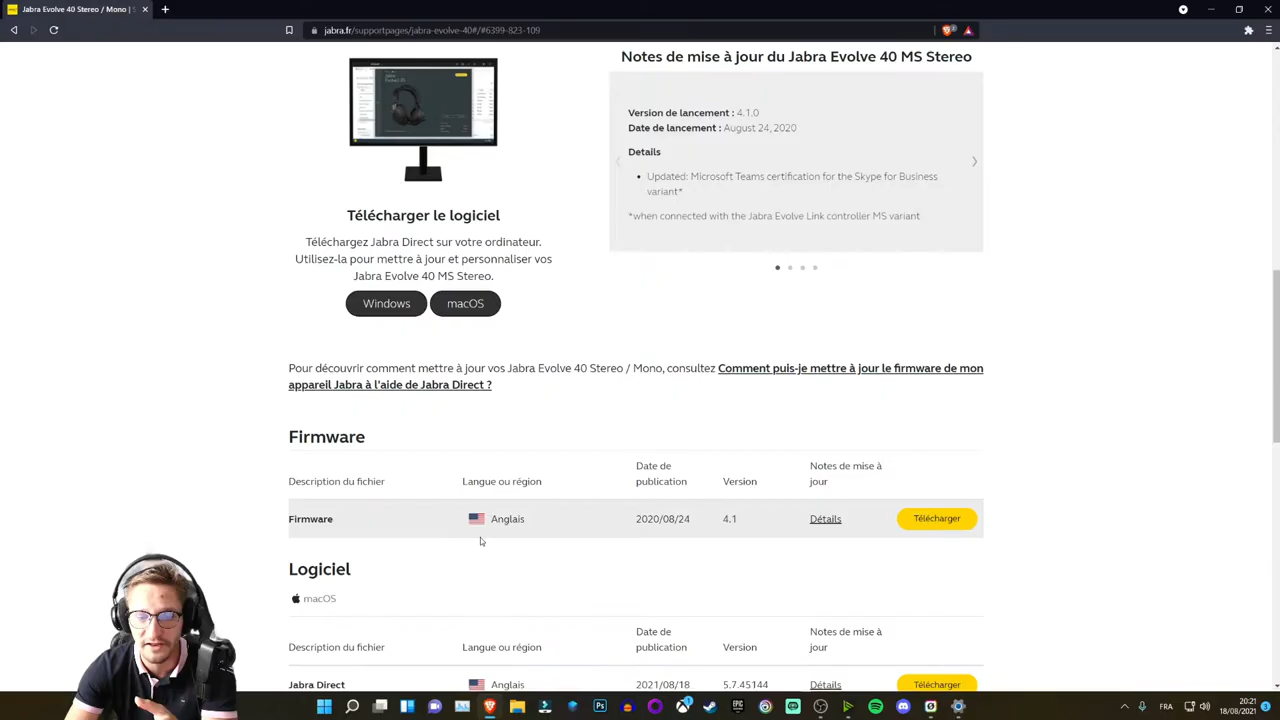 Jabra Evolve 40 Stereo / Mono | S
jabra.fr/supportpages/jabra-evolve-40#/#6399-823-109
Télécharger le logiciel
Téléchargez Jabra Direct sur votre ordinateur.
Utilisez-la pour mettre à jour et personnaliser vos
Jabra Evolve 40 MS Stereo.
Windows macOS
Notes de mise à jour du Jabra Evolve 40 MS Stereo
Version de lancement : 4.1.0
Date de lancement : August 24, 2020
Details
• Updated: Microsoft Teams certification for the Skype for Business
variant*
*when connected with the Jabra Evolve Link controller MS variant
Pour découvrir comment mettre à jour vos Jabra Evolve 40 Stereo / Mono, consultez Comment puis-je mettre à jour le firmware de mon
appareil Jabra à l'aide de Jabra Direct ?
Firmware
Description du fichier Langue ou région Date de publication Version Notes de mise à jour
Firmware Anglais 2020/08/24 4.1 Détails Télécharger
Logiciel
macOS
Description du fichier Langue ou région Date de publication Version Notes de mise à jour
Jabra Direct Anglais 2021/08/18 5.7.45144 Détails Télécharger
FRA 20:21
18/08/2021